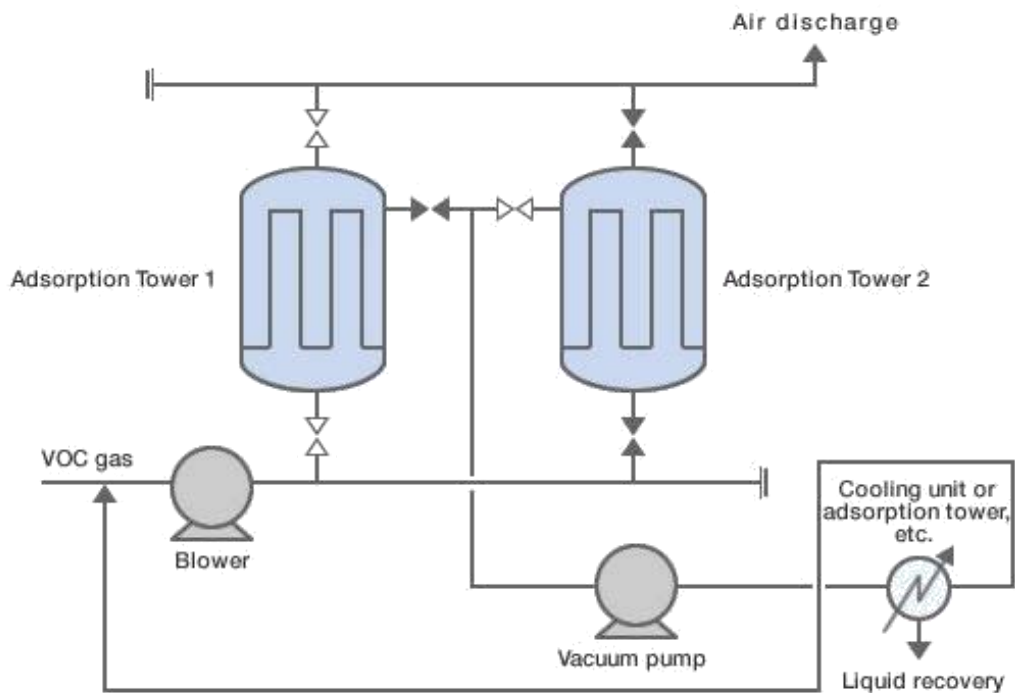 Air discharge
Adsorption Tower 1
Adsorption Tower 2
VOC gas
Blower
Cooling unit or
adsorption tower,
etc.
Vacuum pump
Liquid recovery